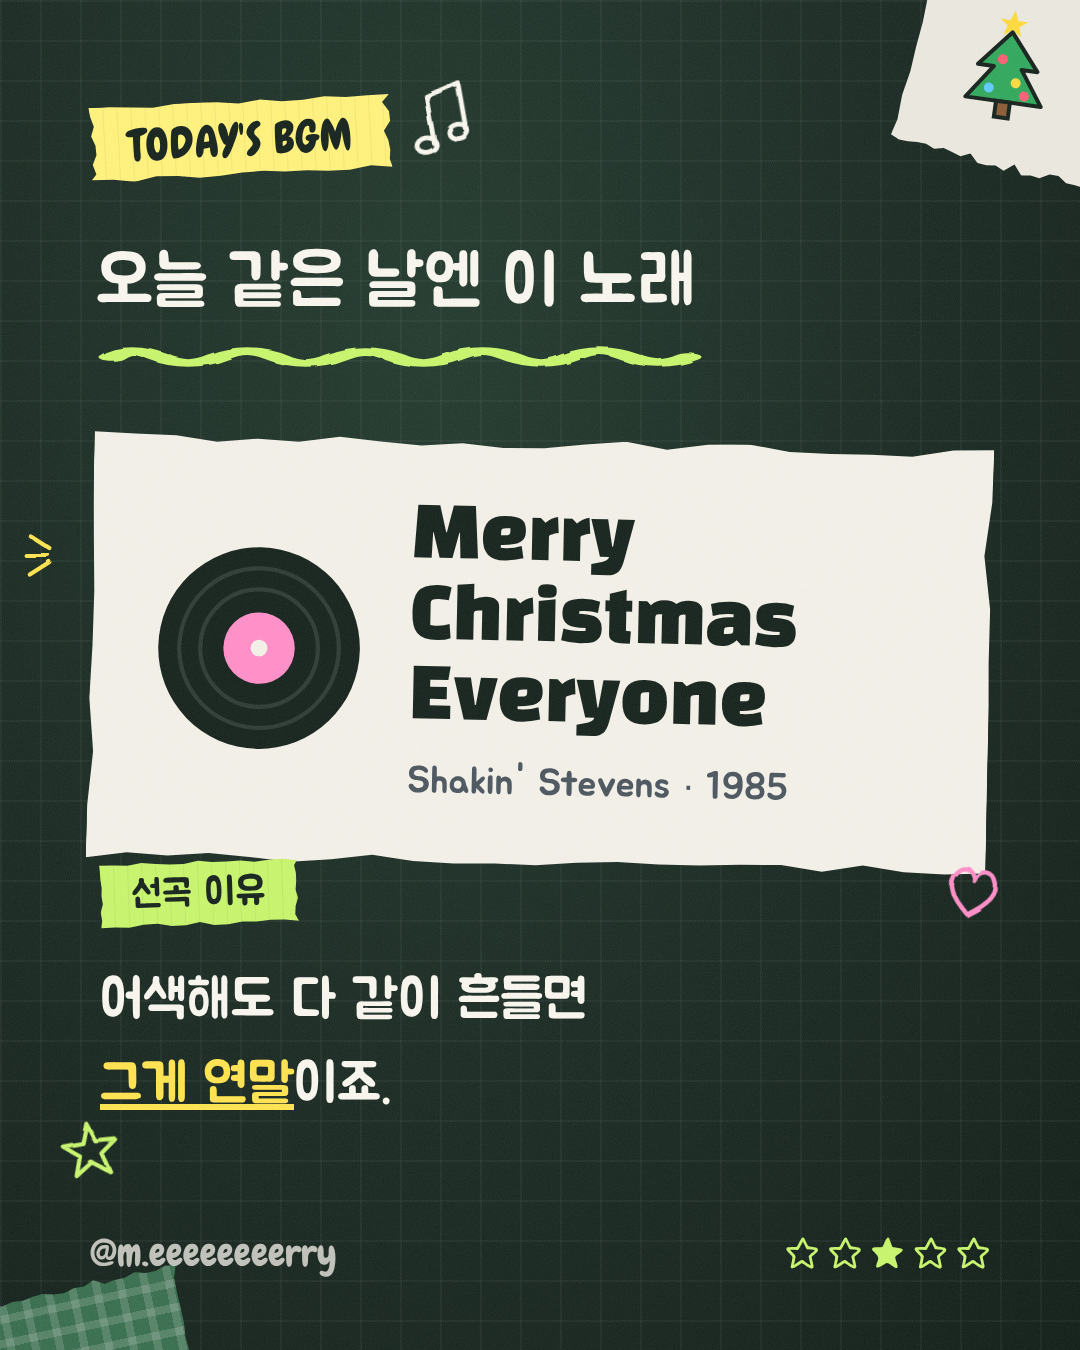 TODAY'S BGM
오늘 같은 날엔 이 노래
Merry
Christmas
Everyone
Shakin' Stevens · 1985
선곡 이유
어색해도 다 같이 흔들면
그게 연말이죠.
@m.eeeeeeeerry